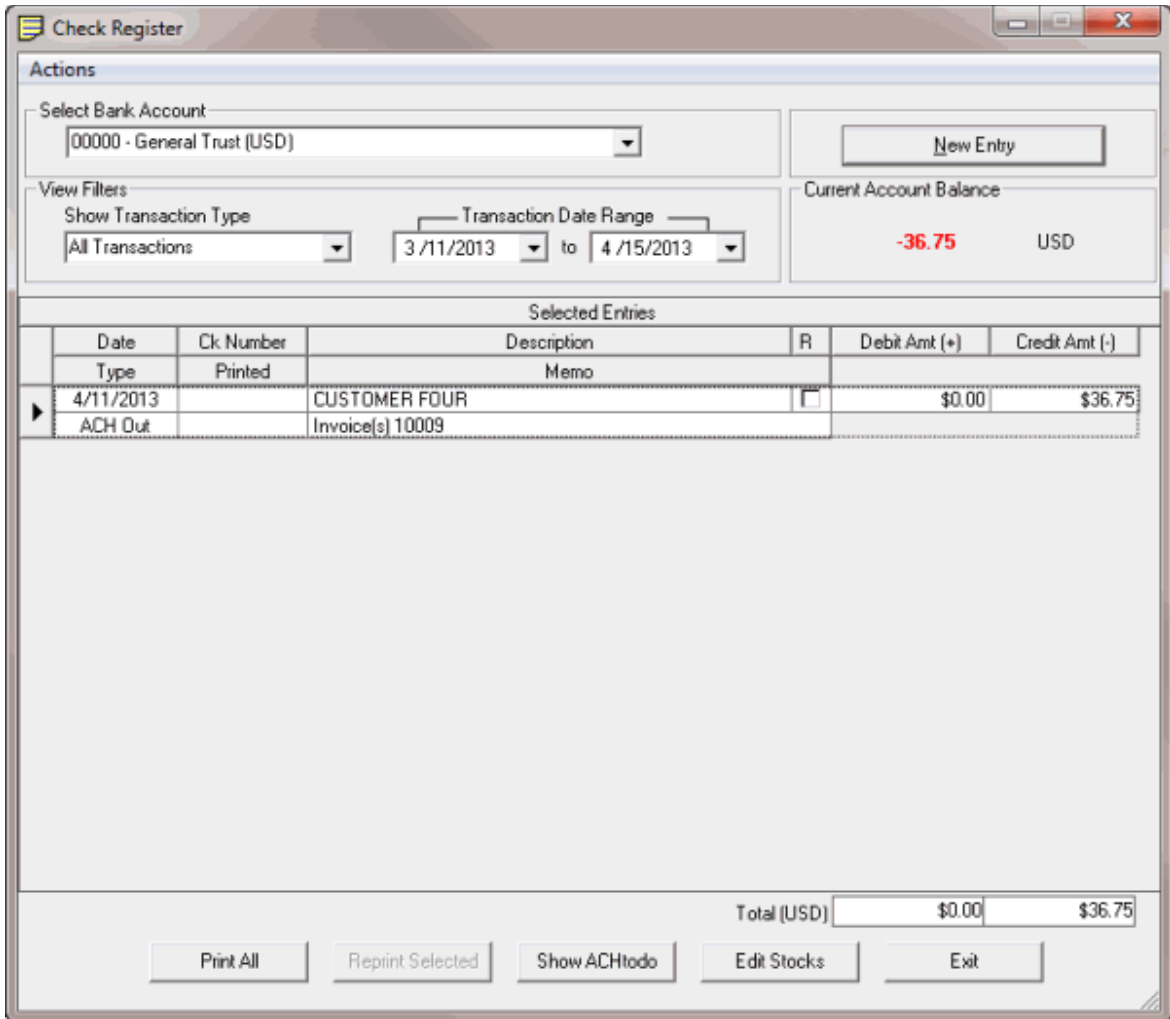 Check Register
Actions
Select Bank Account
00000 - General Trust (USD)
New Entry
View Filters
Show Transaction Type
Transaction Date Range
All Transactions
3 /11/2013 to 4 /15/2013
Current Account Balance
-36.75 USD
Selected Entries
Date Ck Number Description R Debit Amt (+) Credit Amt (-)
Type Printed Memo
4/11/2013 CUSTOMER FOUR $0.00 $36.75
ACH Out Invoice(s) 10009
Total (USD) $0.00 $36.75
Print All Reprint Selected Show ACHtodo Edit Stocks Exit